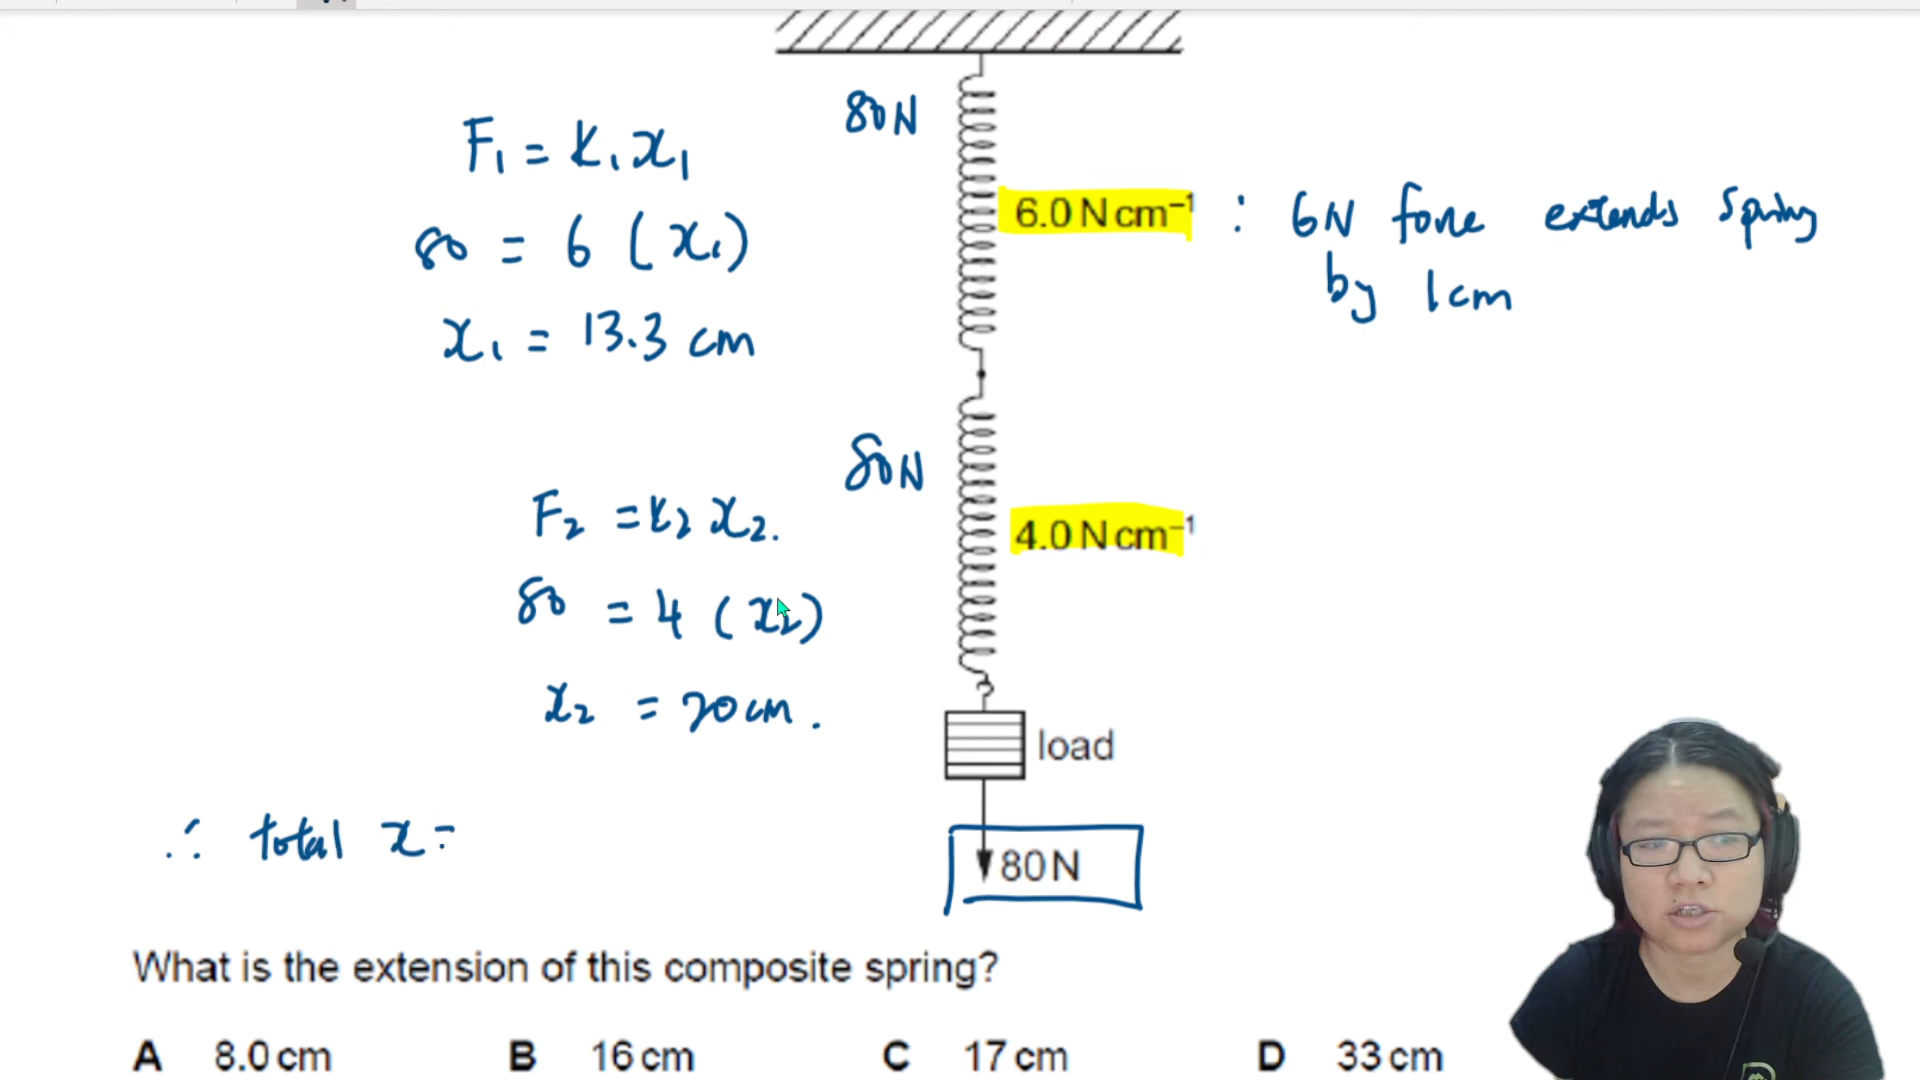 80N
F₁ = K₁x₁
6.0 N cm⁻¹ : 6N force extends spring
by 1cm
80 = 6 (x₁)
x₁ = 13.3 cm
80N
F₂ = K₂x₂.
4.0 N cm⁻¹
80 = 4 (x₂)
x₂ = 20cm.
load
∴ total x =
80 N
What is the extension of this composite spring?
A 8.0 cm B 16 cm C 17 cm D 33 cm